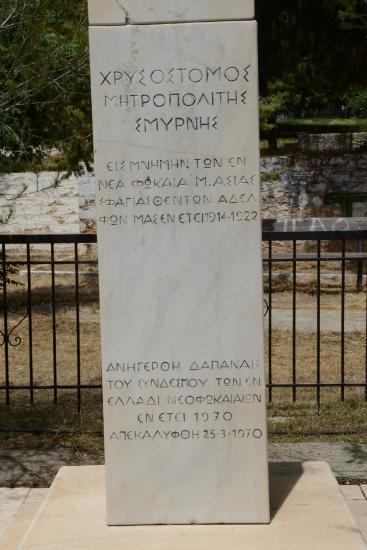 ΧΡΥΣΟΣΤΟΜΟΣ
ΜΗΤΡΟΠΟΛΙΤΗΣ
ΣΜΥΡΝΗΣ
ΕΙΣ ΜΝΗΜΗΝ ΤΩΝ ΕΝ
ΝΕΑ ΦΩΚΑΙΑ Μ. ΑΣΙΑΣ
ΣΦΑΓΙΑΣΘΕΝΤΩΝ ΑΔΕΛ
ΦΩΝ ΜΑΣ ΕΝ ΕΤΕΙ 1914-1922
ΑΝΗΓΕΡΘΗ ΔΑΠΑΝΑΙΣ
ΤΟΥ ΣΥΝΔΕΣΜΟΥ ΤΩΝ ΕΝ
ΕΛΛΑΔΙ ΝΕΟΦΩΚΑΙΑΙΩΝ
ΕΝ ΕΤΕΙ 1970
ΑΠΕΚΑΛΥΦΘΗ 25-3-1970